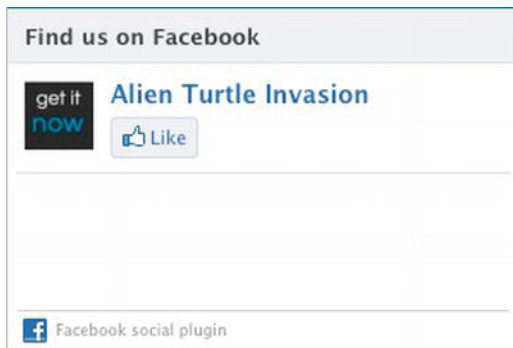 Find us on Facebook
get it
now
Alien Turtle Invasion
Like
f
Facebook social plugin